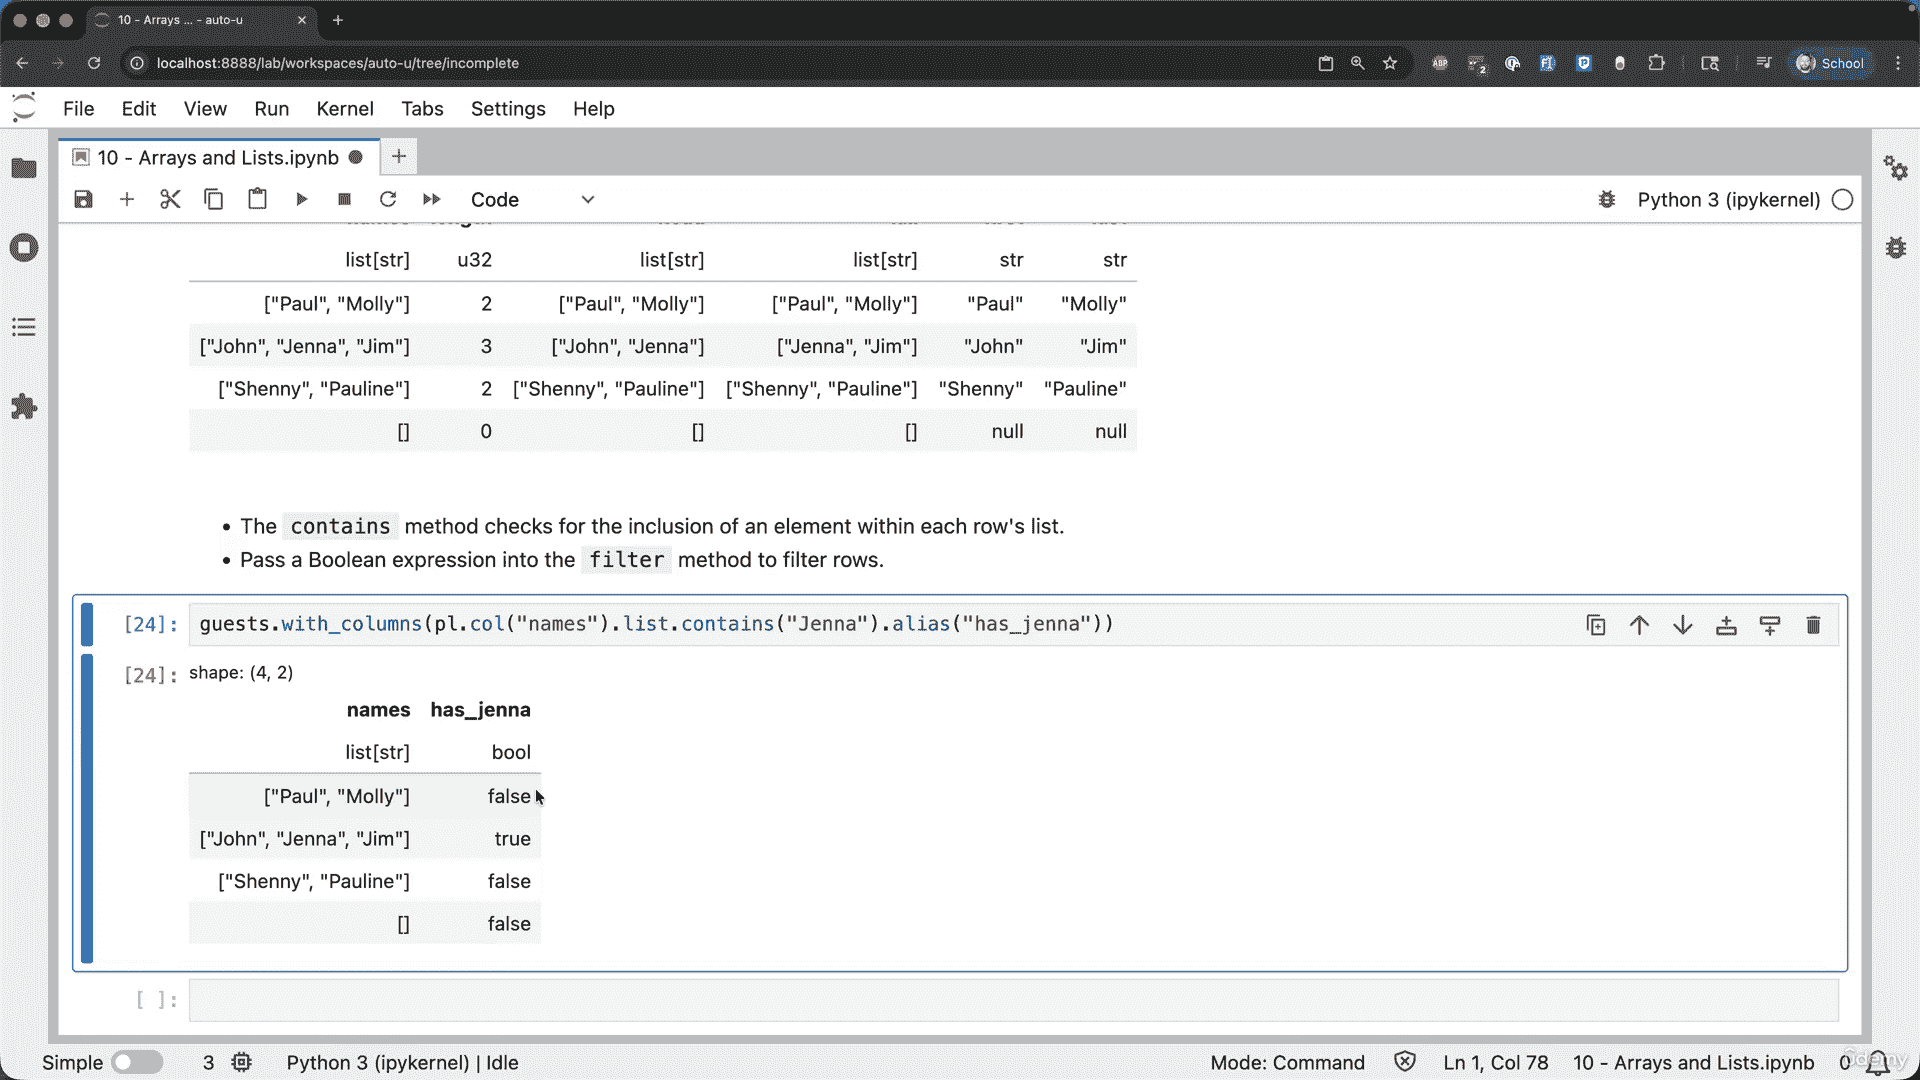 10 - Arrays ... - auto-u
localhost:8888/lab/workspaces/auto-u/tree/incomplete
ABP
2
School
File Edit View Run Kernel Tabs Settings Help
10 - Arrays and Lists.ipynb
Code
Python 3 (ipykernel)
list[str] u32 list[str] list[str] str str
["Paul", "Molly"] 2 ["Paul", "Molly"] ["Paul", "Molly"] "Paul" "Molly"
["John", "Jenna", "Jim"] 3 ["John", "Jenna"] ["Jenna", "Jim"] "John" "Jim"
["Shenny", "Pauline"] 2 ["Shenny", "Pauline"] ["Shenny", "Pauline"] "Shenny" "Pauline"
[] 0 [] [] null null
• The contains method checks for the inclusion of an element within each row's list.
• Pass a Boolean expression into the filter method to filter rows.
[24]: guests.with_columns(pl.col("names").list.contains("Jenna").alias("has_jenna"))
[24]: shape: (4, 2)
names has_jenna
list[str] bool
["Paul", "Molly"] false
["John", "Jenna", "Jim"] true
["Shenny", "Pauline"] false
[] false
[ ]:
Simple 3 Python 3 (ipykernel) | Idle Mode: Command Ln 1, Col 78 10 - Arrays and Lists.ipynb 0
Udemy